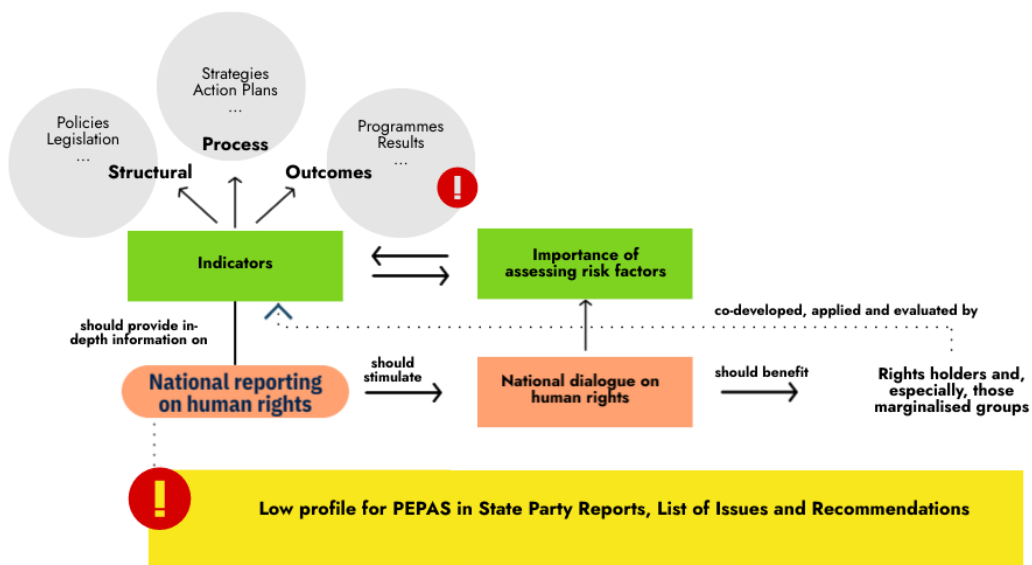 Strategies
Action Plans
...
Process
Policies
Legislation
...
Structural
Programmes
Results
...
Outcomes
!
Indicators
Importance of
assessing risk factors
should provide in-
depth information on
co-developed, applied and evaluated by
National reporting
on human rights
should
stimulate
National dialogue on
human rights
should benefit
Rights holders and,
especially, those
marginalised groups
!
Low profile for PEPAS in State Party Reports, List of Issues and Recommendations